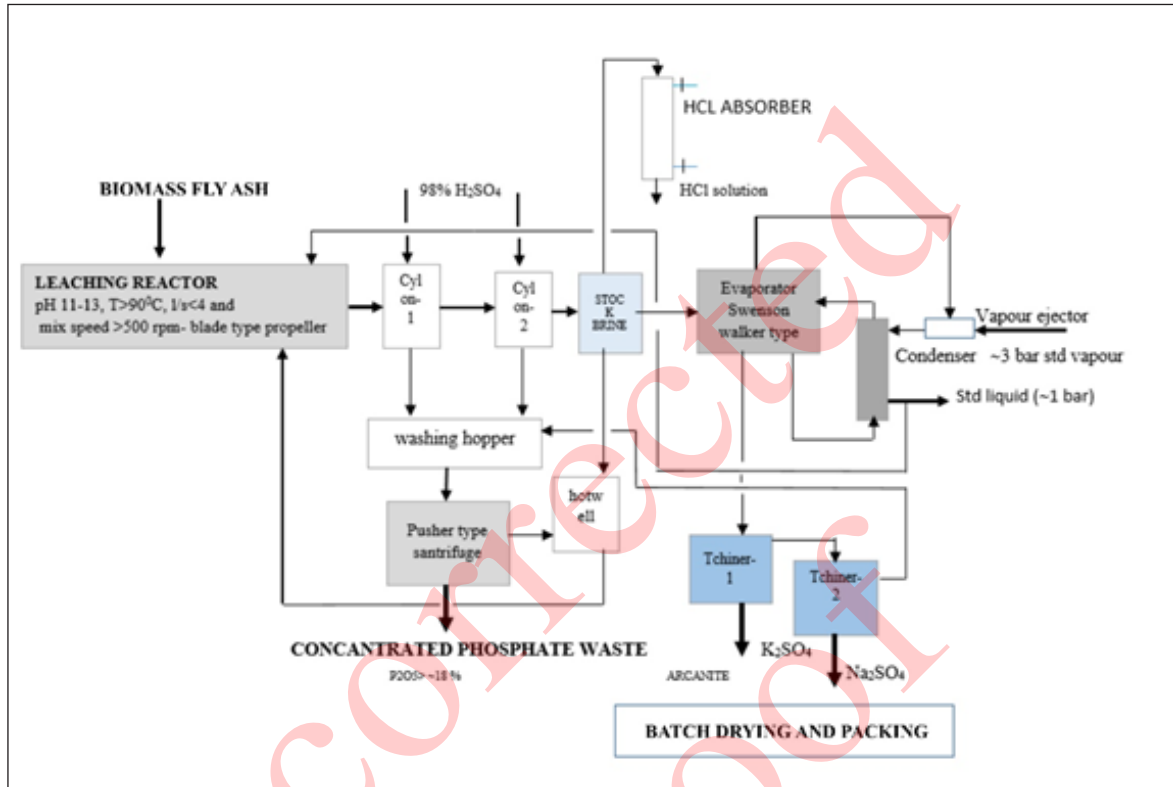 HCL ABSORBER
BIOMASS FLY ASH
98% H₂SO₄
HCl solution
LEACHING REACTOR
pH 11-13, T>90⁰C, l/s<4 and
mix speed >500 rpm- blade type propeller
Cyl
on-
1
Cyl
on-
2
STOC
K
BRINE
Evaporator
Swenson
walker type
Vapour ejector
Condenser ~3 bar std vapour
Std liquid (~1 bar)
washing hopper
hotw
ell
Pusher type
santrifuge
Tchiner-
1
Tchiner-
2
CONCANTRATED PHOSPHATE WASTE
P2O5> ~18 %
K₂SO₄
ARCANITE
Na₂SO₄
BATCH DRYING AND PACKING
corrected
proof